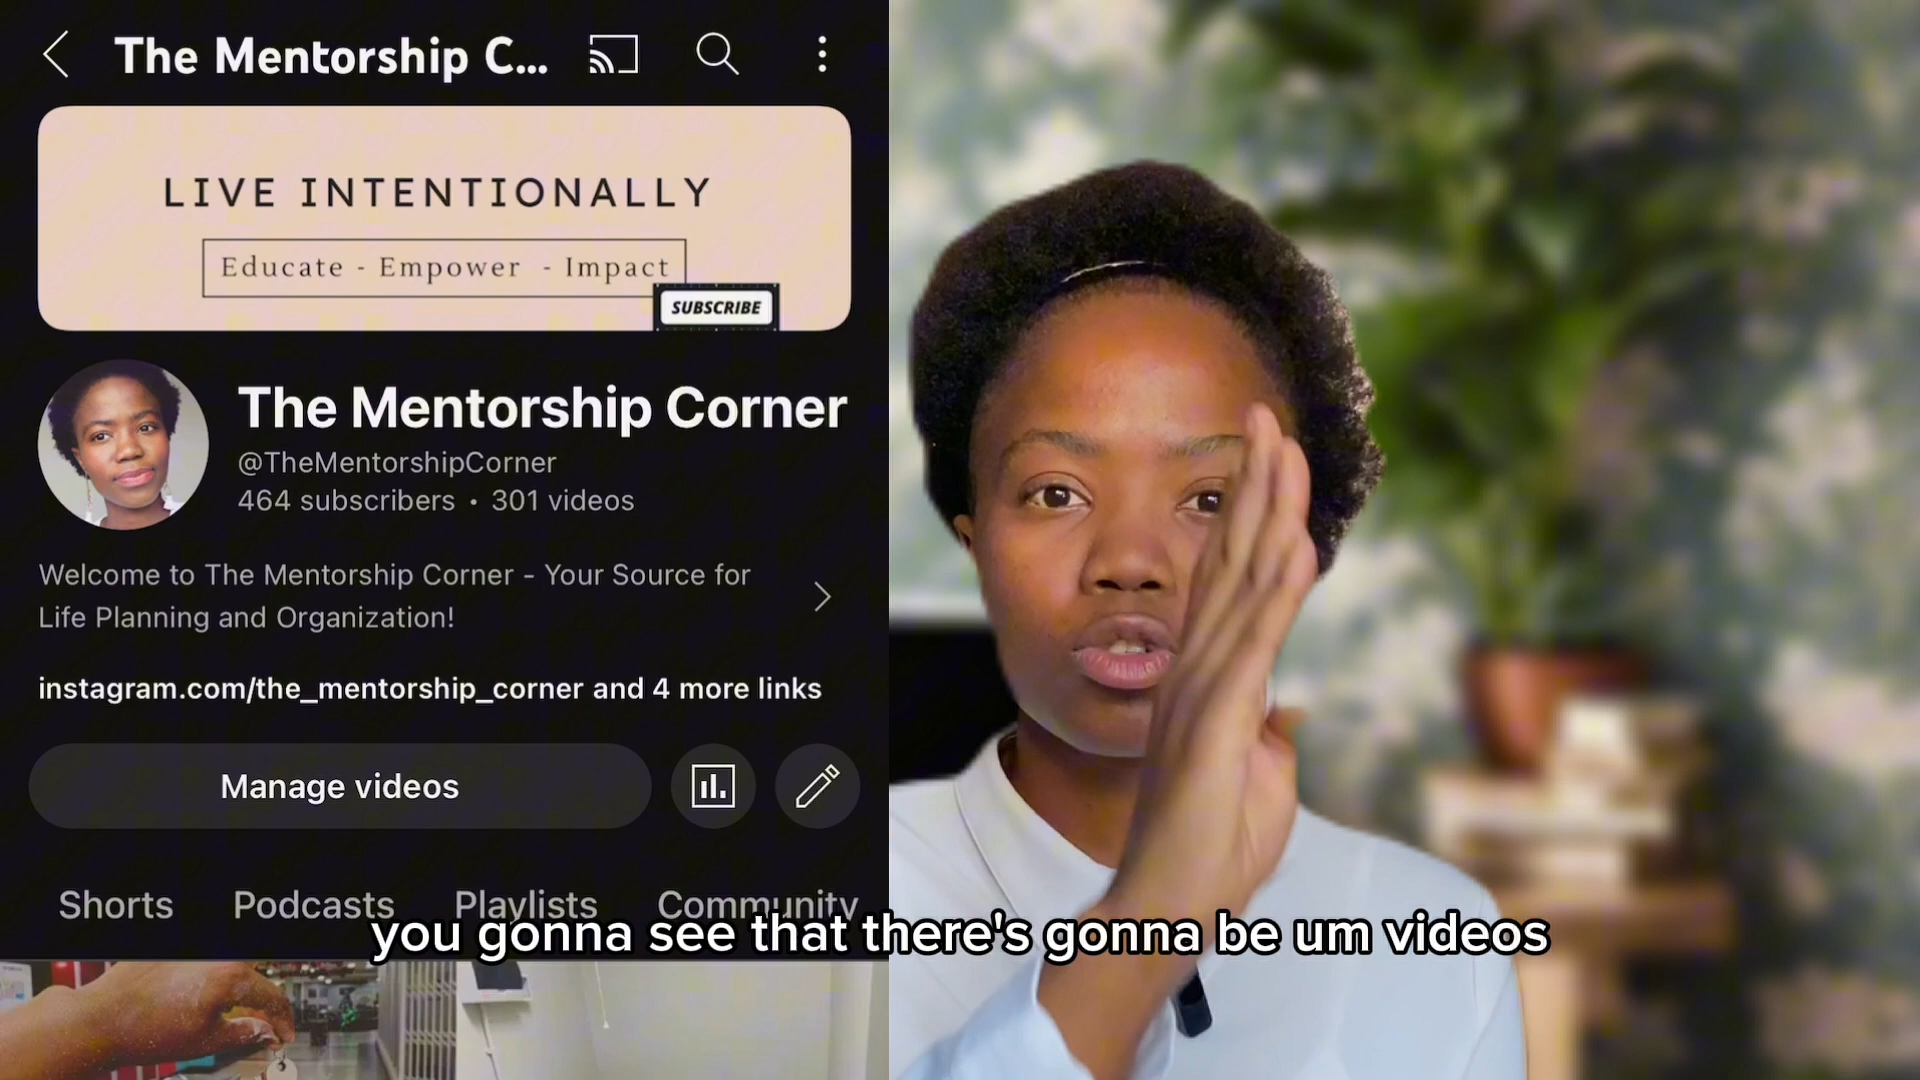 The Mentorship C...
LIVE INTENTIONALLY
Educate - Empower - Impact
SUBSCRIBE
The Mentorship Corner
@TheMentorshipCorner
464 subscribers • 301 videos
Welcome to The Mentorship Corner - Your Source for
Life Planning and Organization!
instagram.com/the_mentorship_corner and 4 more links
Manage videos
Shorts Podcasts Playlists Community
you gonna see that there's gonna be um videos